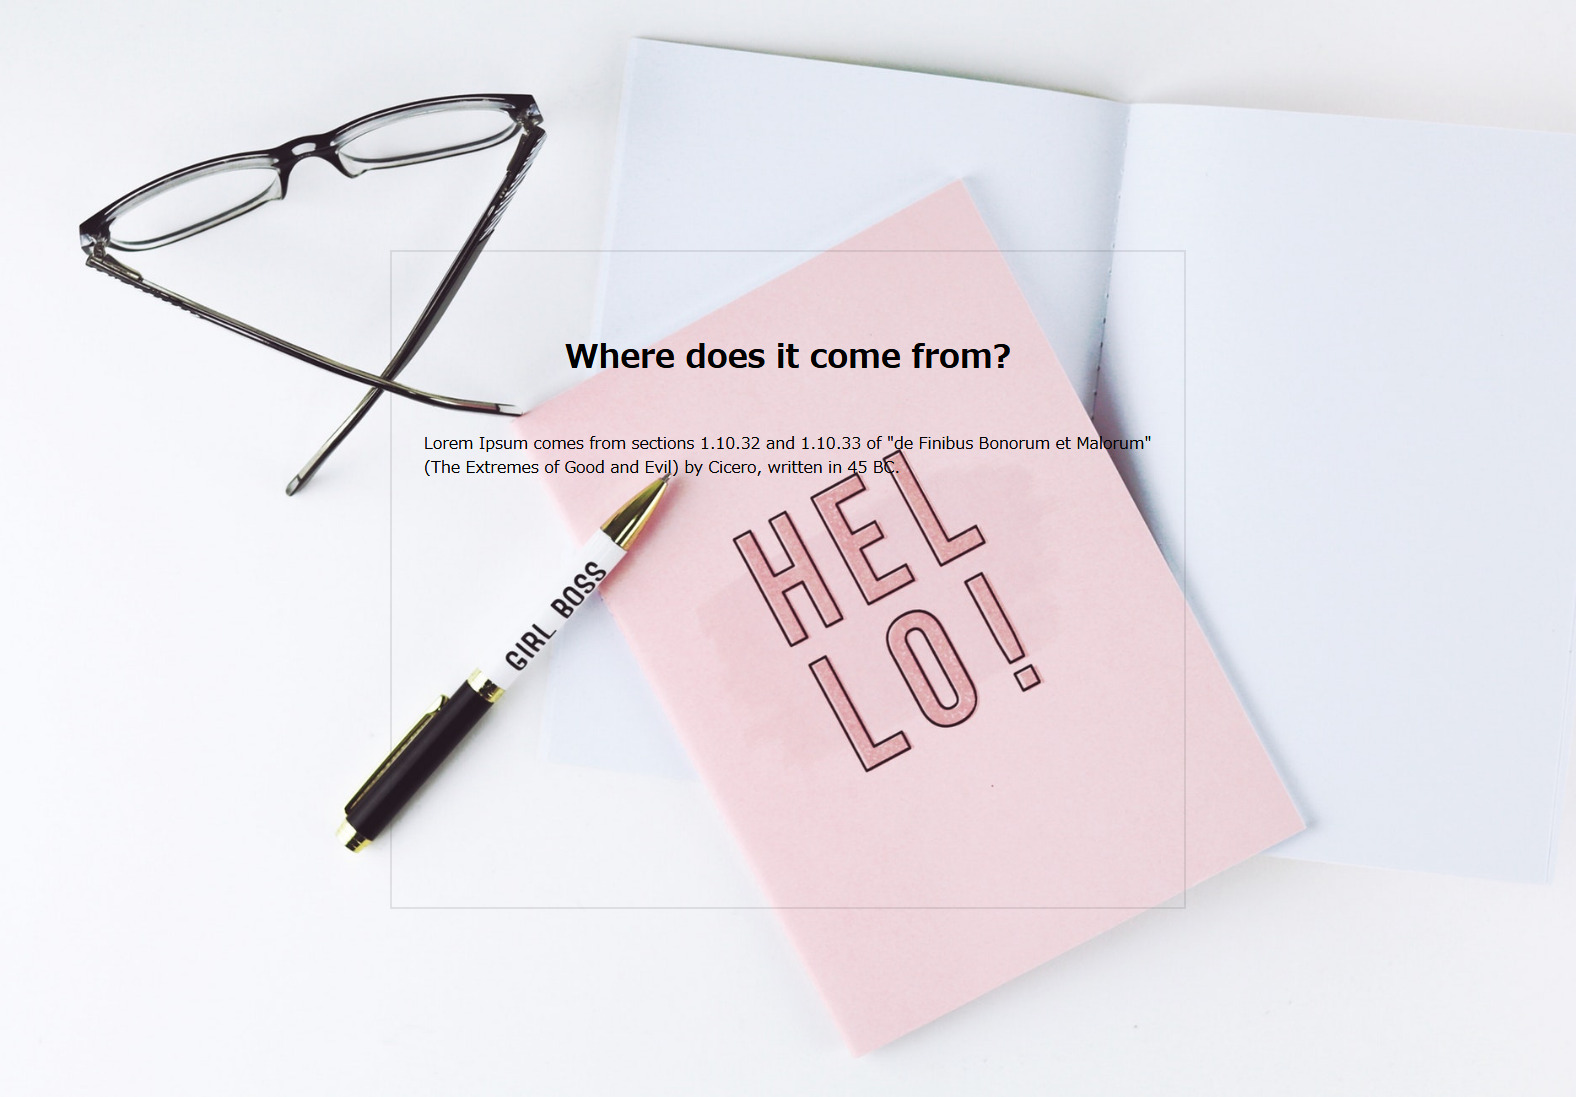 Where does it come from?
Lorem Ipsum comes from sections 1.10.32 and 1.10.33 of "de Finibus Bonorum et Malorum"
(The Extremes of Good and Evil) by Cicero, written in 45 BC.
HEL
LO!
GIRL BOSS